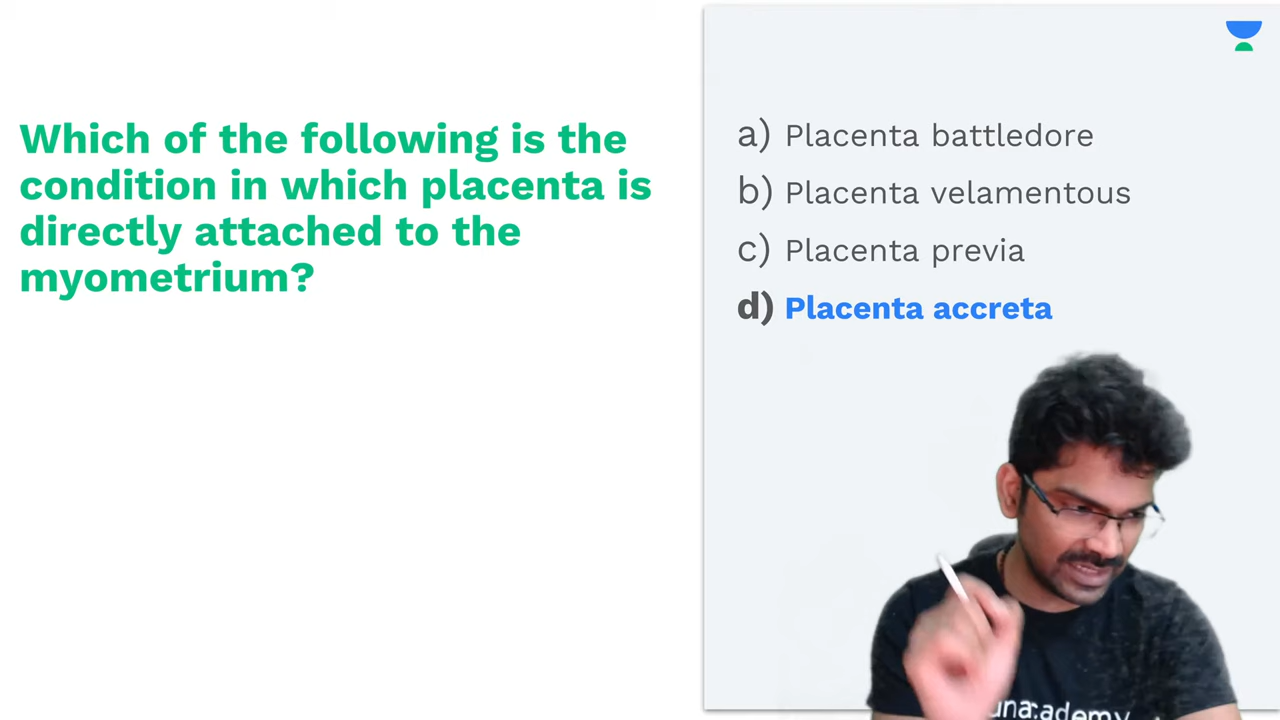 Which of the following is the
condition in which placenta is
directly attached to the
myometrium?
a) Placenta battledore
b) Placenta velamentous
c) Placenta previa
d) Placenta accreta
unacademy